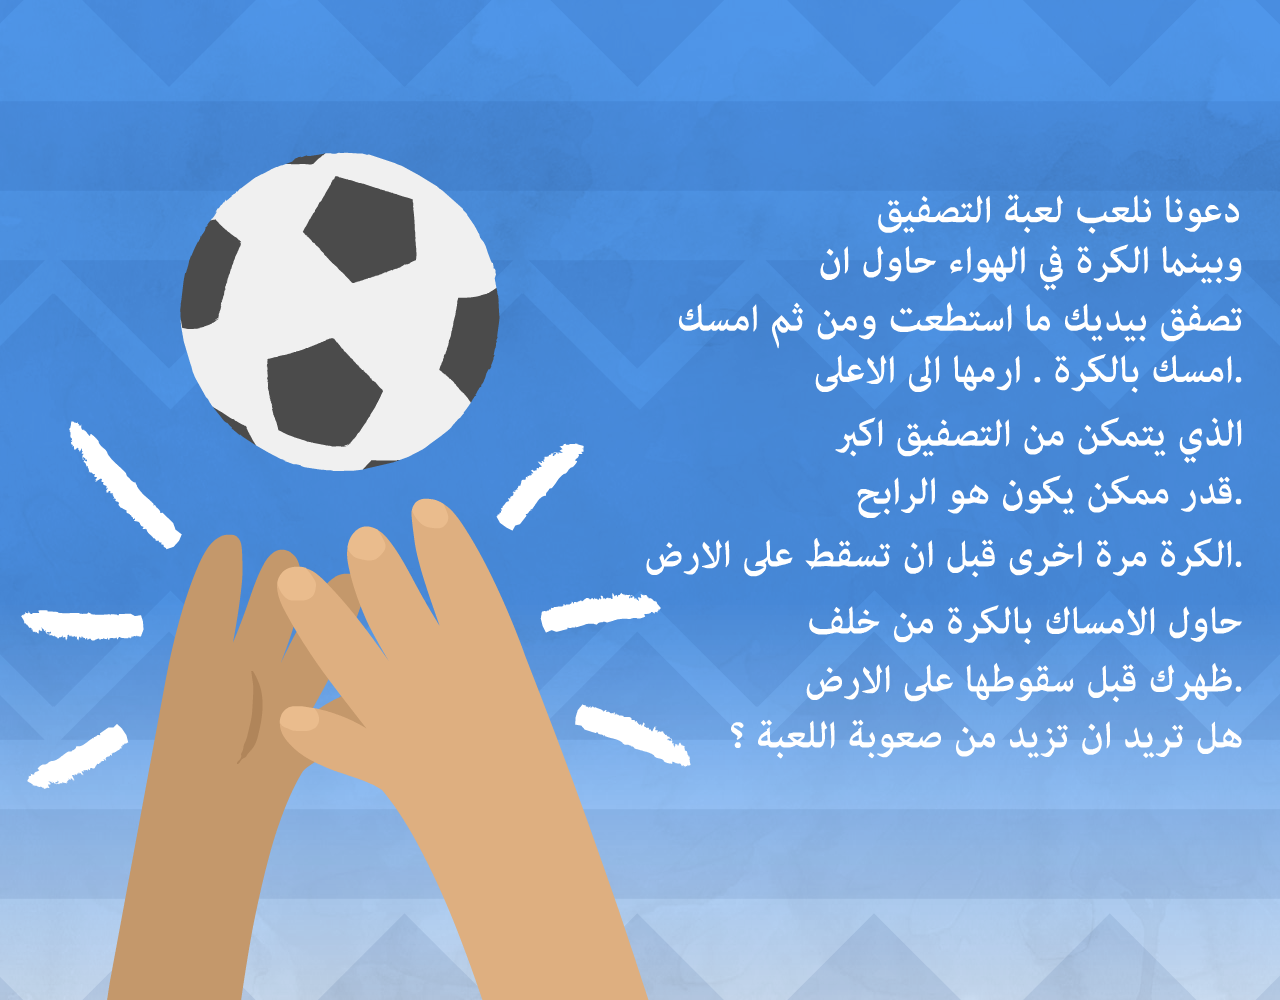 دعونا نلعب لعبة التصفيق
وبينما الكرة في الهواء حاول ان
تصفق بيديك ما استطعت ومن ثم امسك
.امسك بالكرة . ارمها الى الاعلى
الذي يتمكن من التصفيق اكبر
.قدر ممكن يكون هو الرابح
.الكرة مرة اخرى قبل ان تسقط على الارض
حاول الامساك بالكرة من خلف
.ظهرك قبل سقوطها على الارض
هل تريد ان تزيد من صعوبة اللعبة ؟